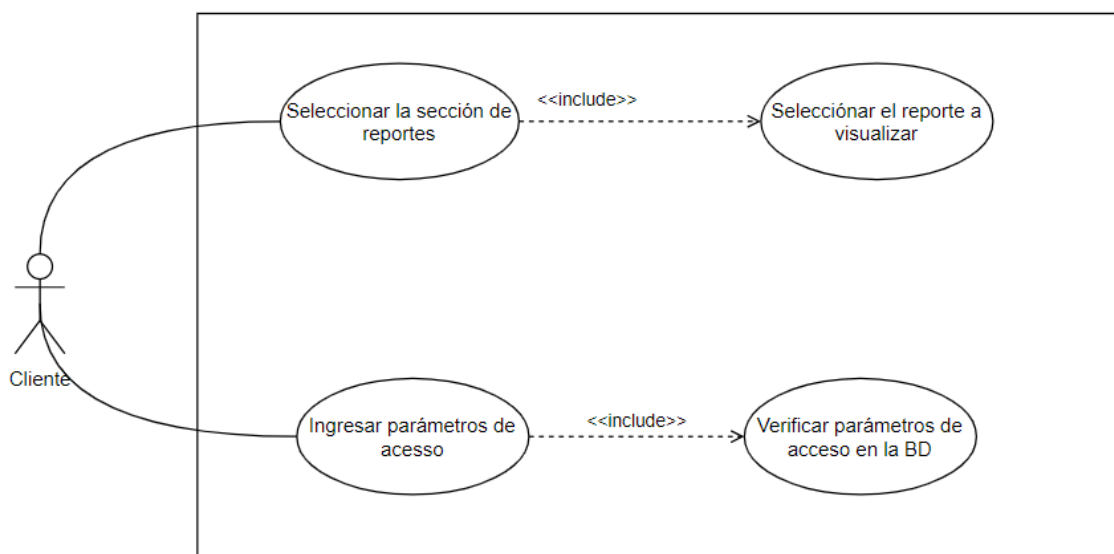 Seleccionar la sección de
reportes
<<include>>
Selecciónar el reporte a
visualizar
Cliente
Ingresar parámetros de
acesso
<<include>>
Verificar parámetros de
acceso en la BD